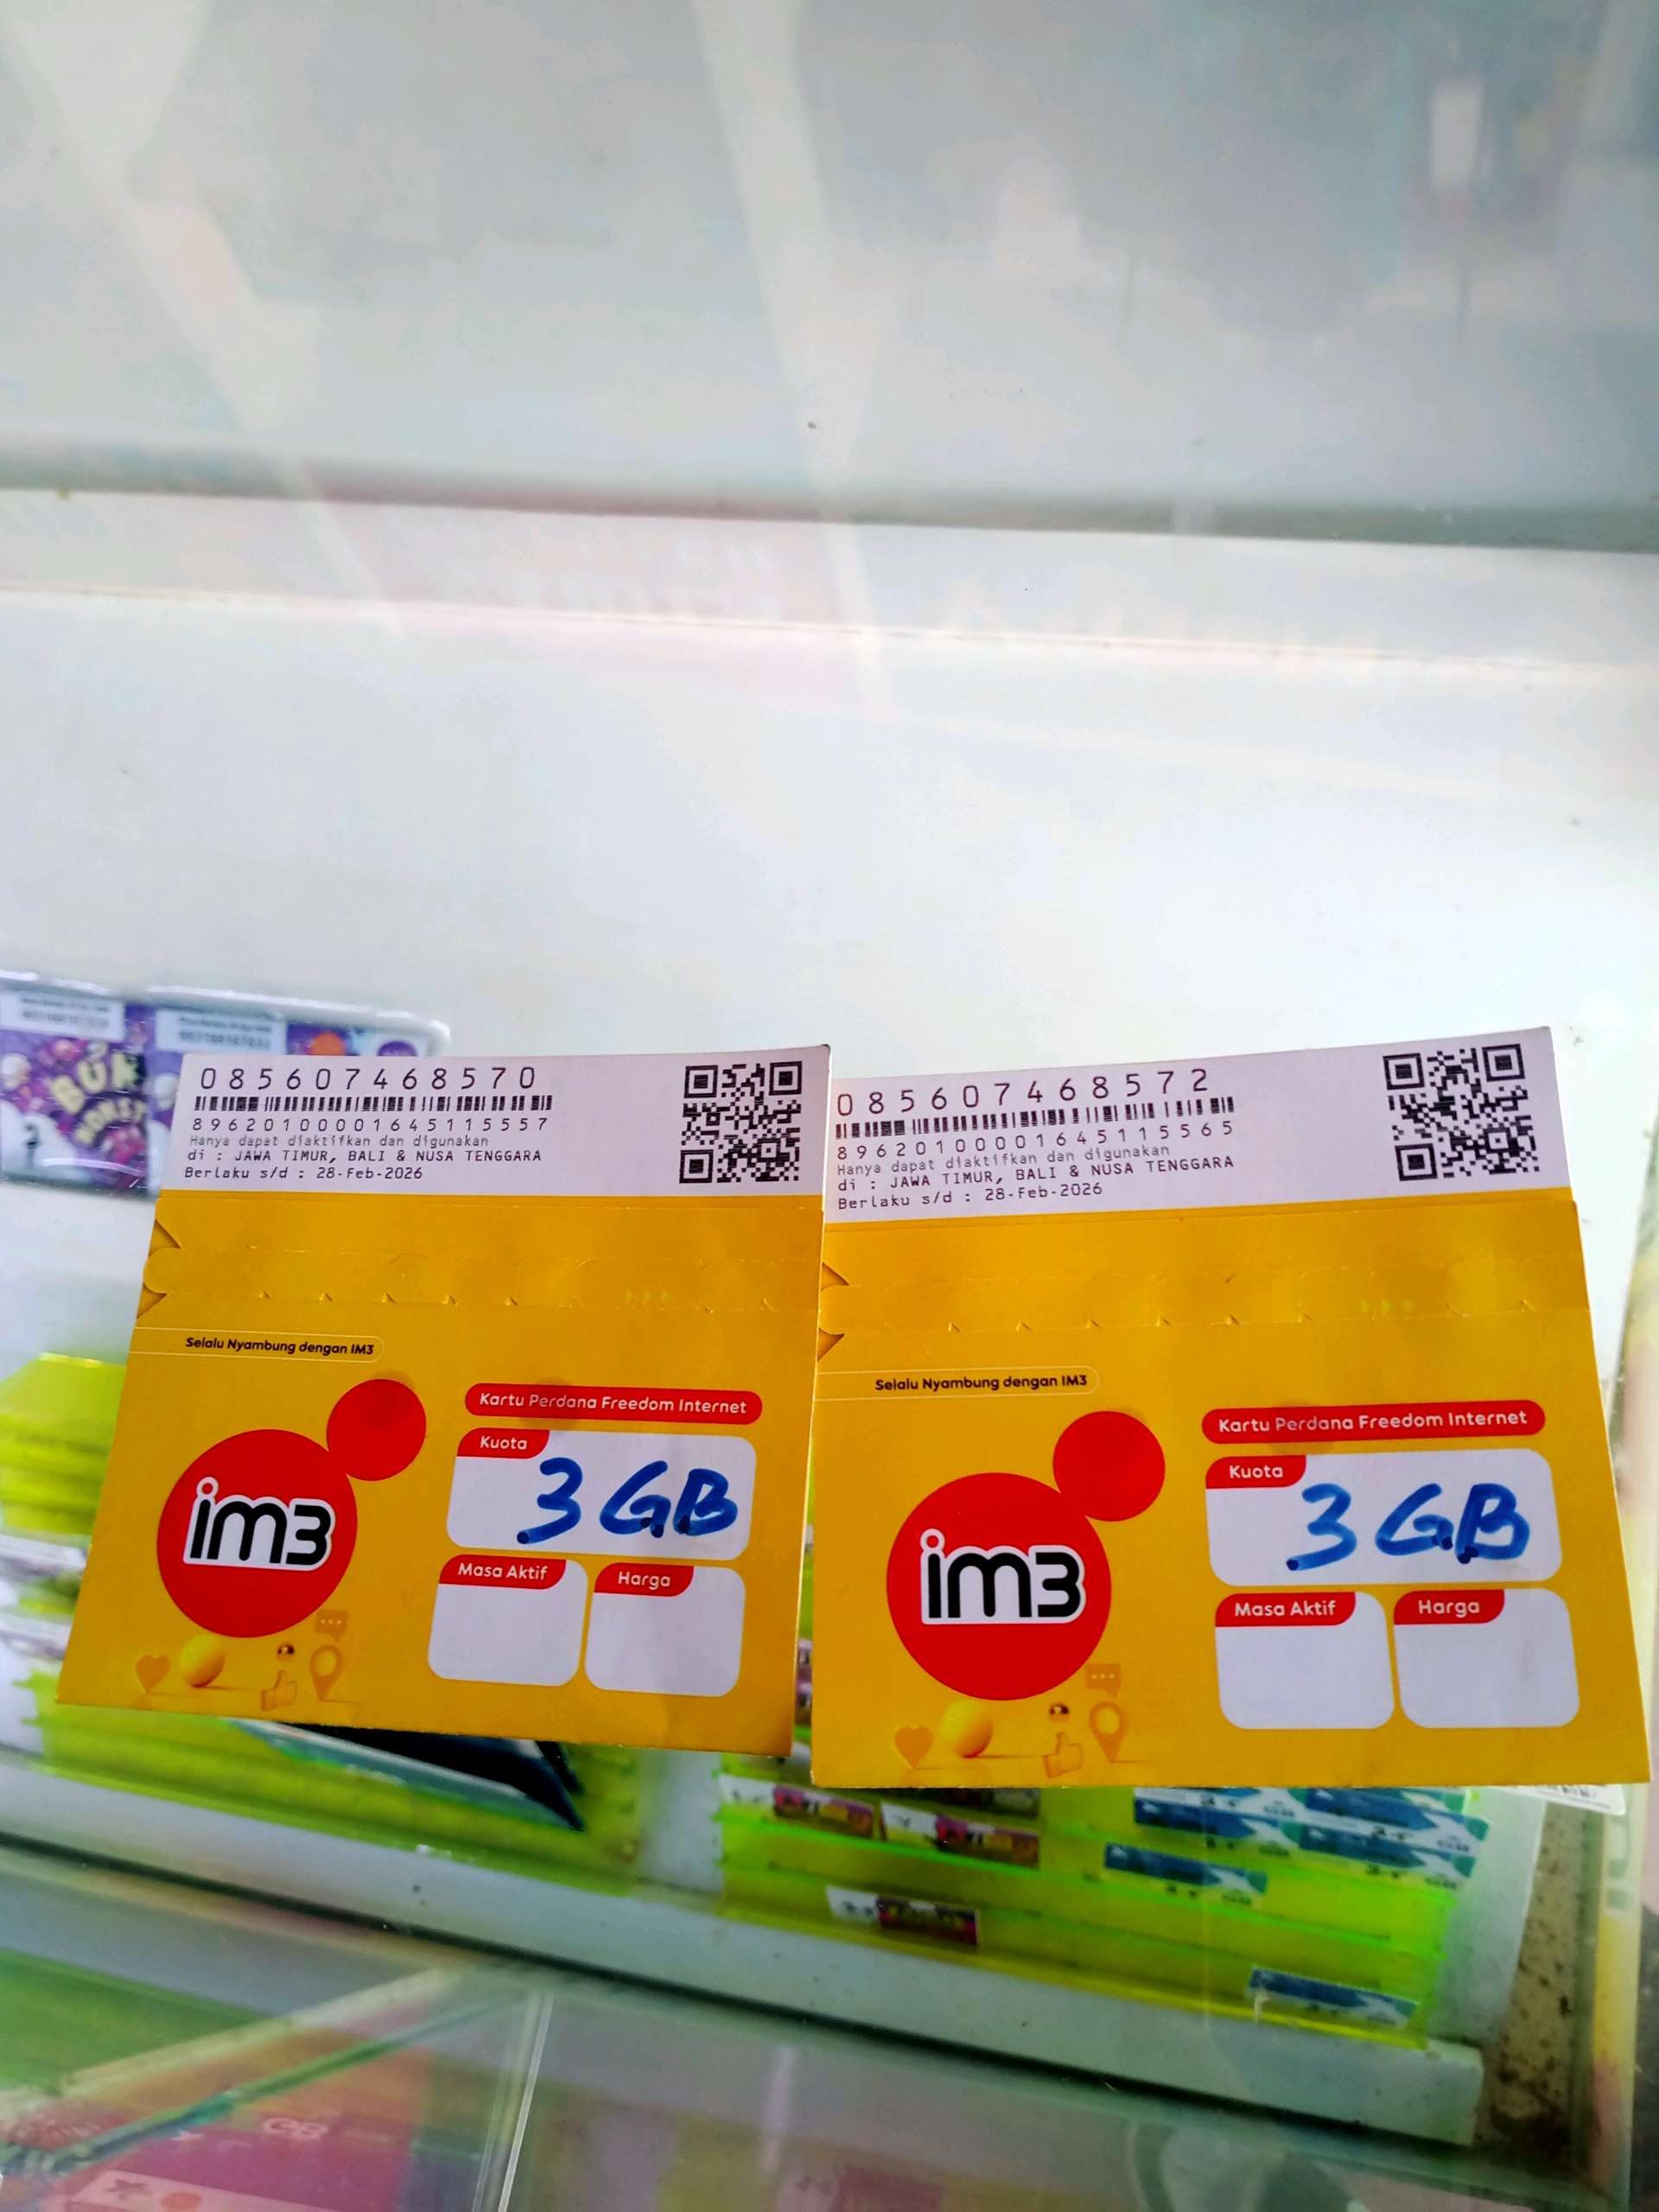 085607468570
89620100001645115557
Hanya dapat diaktifkan dan digunakan
di : JAWA TIMUR, BALI & NUSA TENGGARA
Berlaku s/d : 28-Feb-2026
Selalu Nyambung dengan IM3
Kartu Perdana Freedom Internet
Kuota
3 GB
im3
Masa Aktif
Harga
085607468572
89620100001645115565
Hanya dapat diaktifkan dan digunakan
di : JAWA TIMUR, BALI & NUSA TENGGARA
Berlaku s/d : 28-Feb-2026
Selalu Nyambung dengan IM3
Kartu Perdana Freedom Internet
Kuota
3 GB
im3
Masa Aktif
Harga